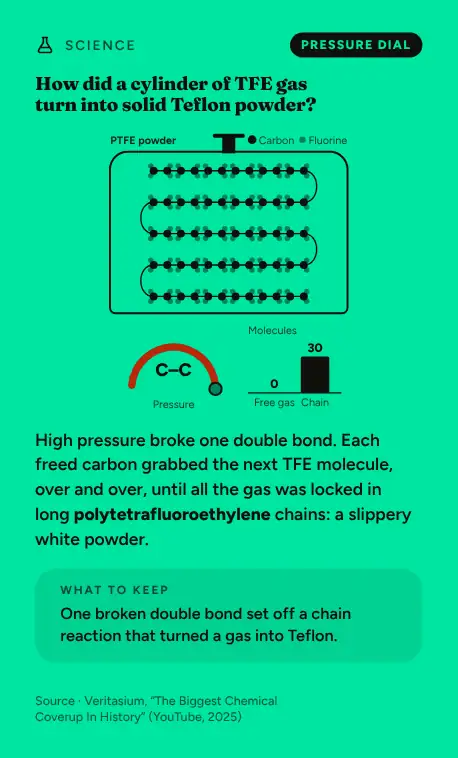 SCIENCE
PRESSURE DIAL
How did a cylinder of TFE gas
turn into solid Teflon powder?
PTFE powder
Carbon
Fluorine
Molecules
C–C
Pressure
0
30
Free gas
Chain
High pressure broke one double bond. Each
freed carbon grabbed the next TFE molecule,
over and over, until all the gas was locked in
long polytetrafluoroethylene chains: a slippery
white powder.
WHAT TO KEEP
One broken double bond set off a chain
reaction that turned a gas into Teflon.
Source · Veritasium, "The Biggest Chemical
Coverup In History" (YouTube, 2025)